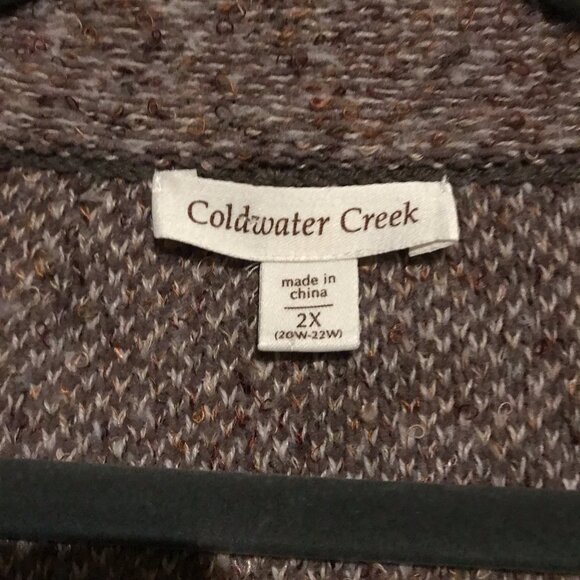 Coldwater Creek
made in
china
2X
(20W-22W)